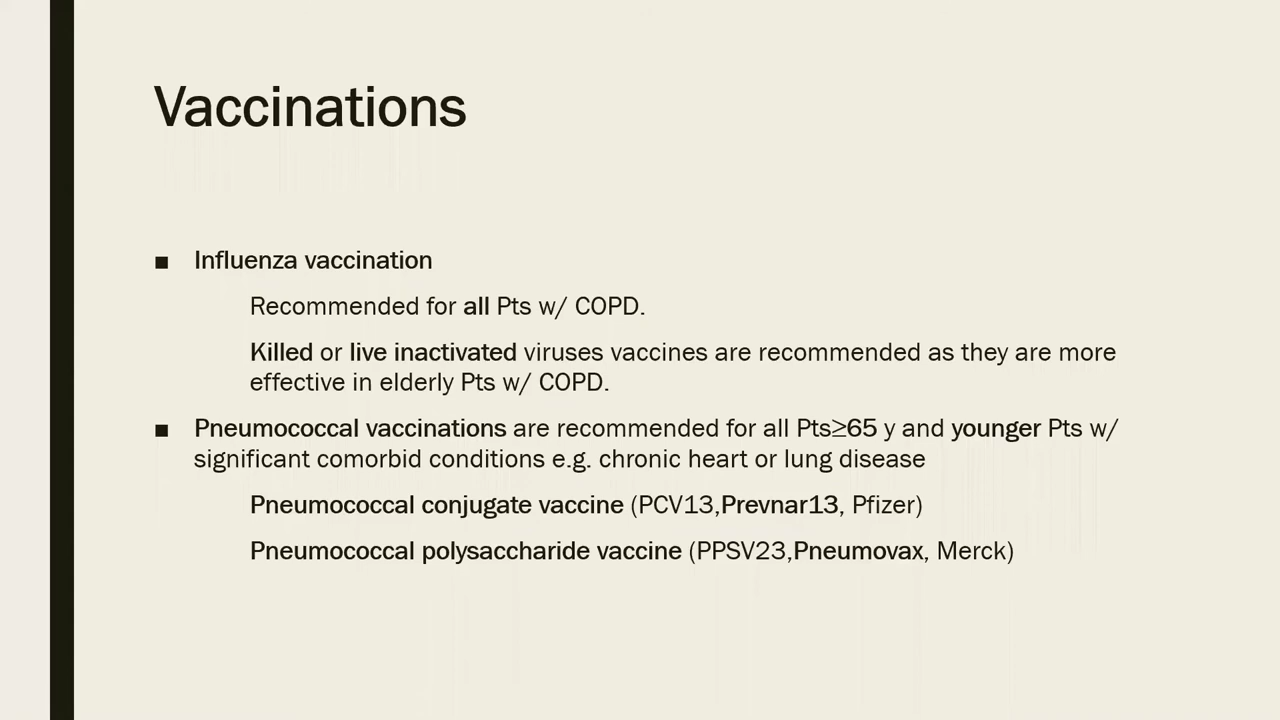 Vaccinations
■ Influenza vaccination
Recommended for all Pts w/ COPD.
Killed or live inactivated viruses vaccines are recommended as they are more
effective in elderly Pts w/ COPD.
■ Pneumococcal vaccinations are recommended for all Pts≥65 y and younger Pts w/
significant comorbid conditions e.g. chronic heart or lung disease
Pneumococcal conjugate vaccine (PCV13,Prevnar13, Pfizer)
Pneumococcal polysaccharide vaccine (PPSV23,Pneumovax, Merck)